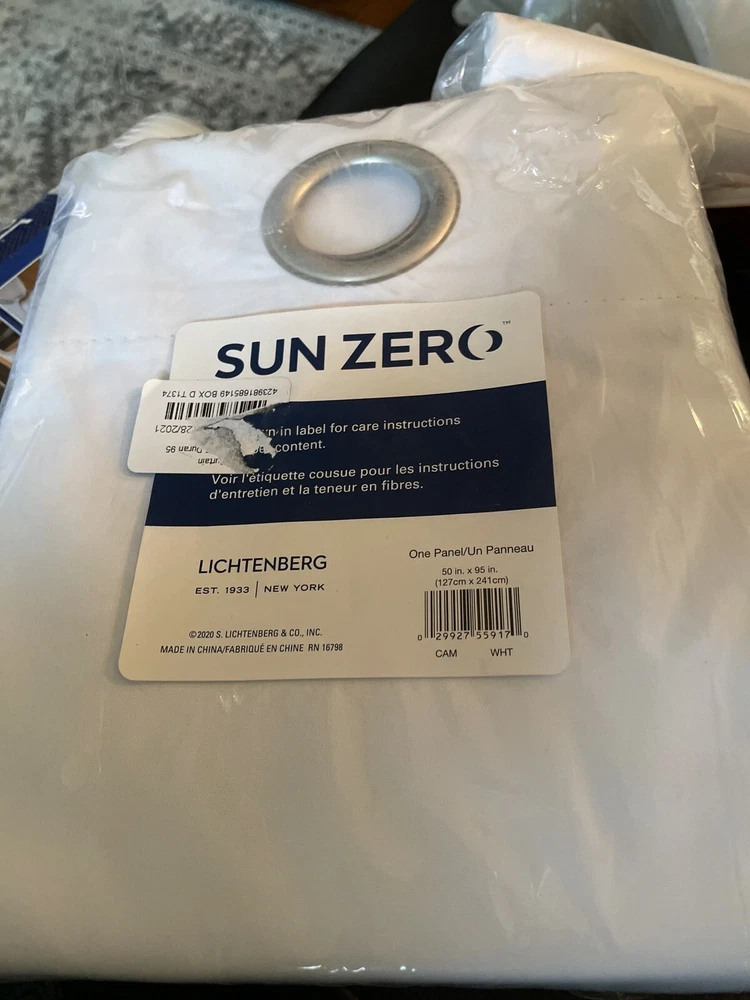 SUN ZERO™
423981685149 BOX D T1374
28/2021
Duran 95
in label for care instructions
content.
Voir l'étiquette cousue pour les instructions
d'entretien et la teneur en fibres.
LICHTENBERG
EST. 1933 | NEW YORK
©2020 S. LICHTENBERG & CO., INC.
MADE IN CHINA/FABRIQUÉ EN CHINE RN 16798
One Panel/Un Panneau
50 in. x 95 in.
(127cm x 241cm)
0 29927 55917 0
CAM WHT